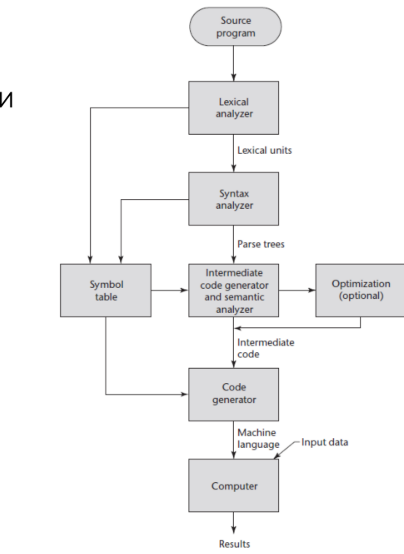 Source
program
и
Lexical
analyzer
Lexical units
Syntax
analyzer
Parse trees
Symbol
table
Intermediate
code generator
and semantic
analyzer
Optimization
(optional)
Intermediate
code
Code
generator
Machine
language
Input data
Computer
Results